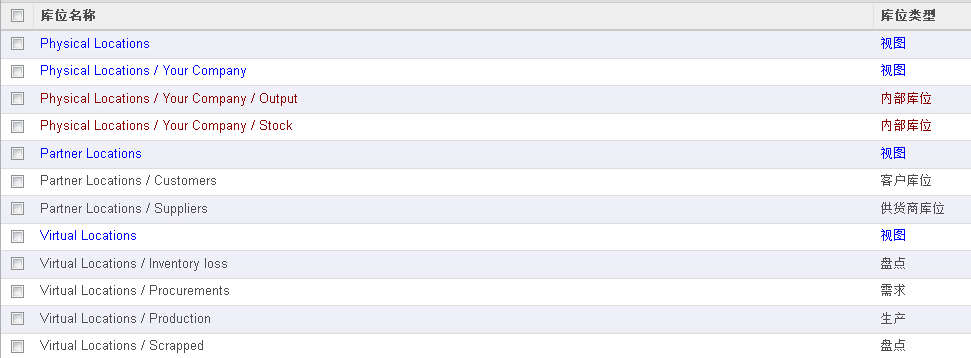 库位名称 库位类型
Physical Locations 视图
Physical Locations / Your Company 视图
Physical Locations / Your Company / Output 内部库位
Physical Locations / Your Company / Stock 内部库位
Partner Locations 视图
Partner Locations / Customers 客户库位
Partner Locations / Suppliers 供货商库位
Virtual Locations 视图
Virtual Locations / Inventory loss 盘点
Virtual Locations / Procurements 需求
Virtual Locations / Production 生产
Virtual Locations / Scrapped 盘点